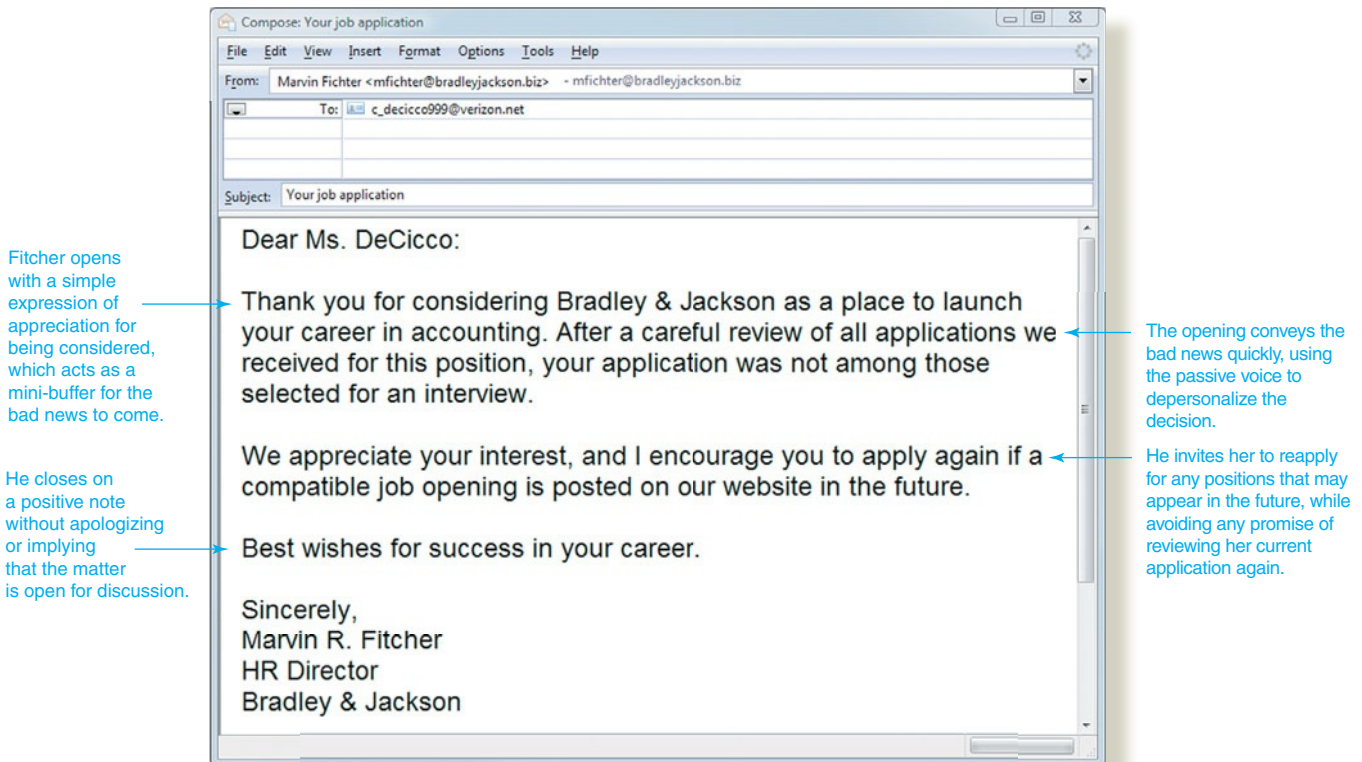 Compose: Your job application
File Edit View Insert Format Options Tools Help
From: Marvin Fichter <mfichter@bradleyjackson.biz> - mfichter@bradleyjackson.biz
To: c_decicco999@verizon.net
Subject: Your job application
Dear Ms. DeCicco:
Thank you for considering Bradley & Jackson as a place to launch
your career in accounting. After a careful review of all applications we
received for this position, your application was not among those
selected for an interview.
We appreciate your interest, and I encourage you to apply again if a
compatible job opening is posted on our website in the future.
Best wishes for success in your career.
Sincerely,
Marvin R. Fitcher
HR Director
Bradley & Jackson
Fitcher opens
with a simple
expression of
appreciation for
being considered,
which acts as a
mini-buffer for the
bad news to come.
He closes on
a positive note
without apologizing
or implying
that the matter
is open for discussion.
The opening conveys the
bad news quickly, using
the passive voice to
depersonalize the
decision.
He invites her to reapply
for any positions that may
appear in the future, while
avoiding any promise of
reviewing her current
application again.